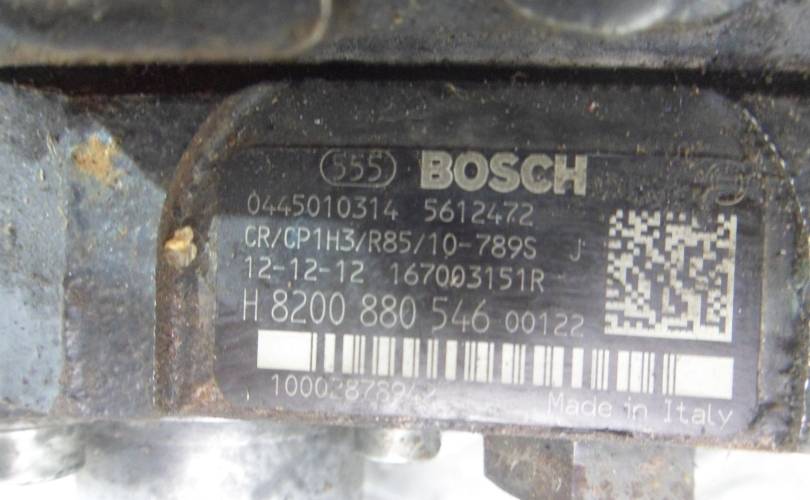 555 BOSCH
0445010314 5612472
CR/CP1H3/R85/10-789S J
12-12-12 167003151R
H 8200 880 546 00122
Made in Italy